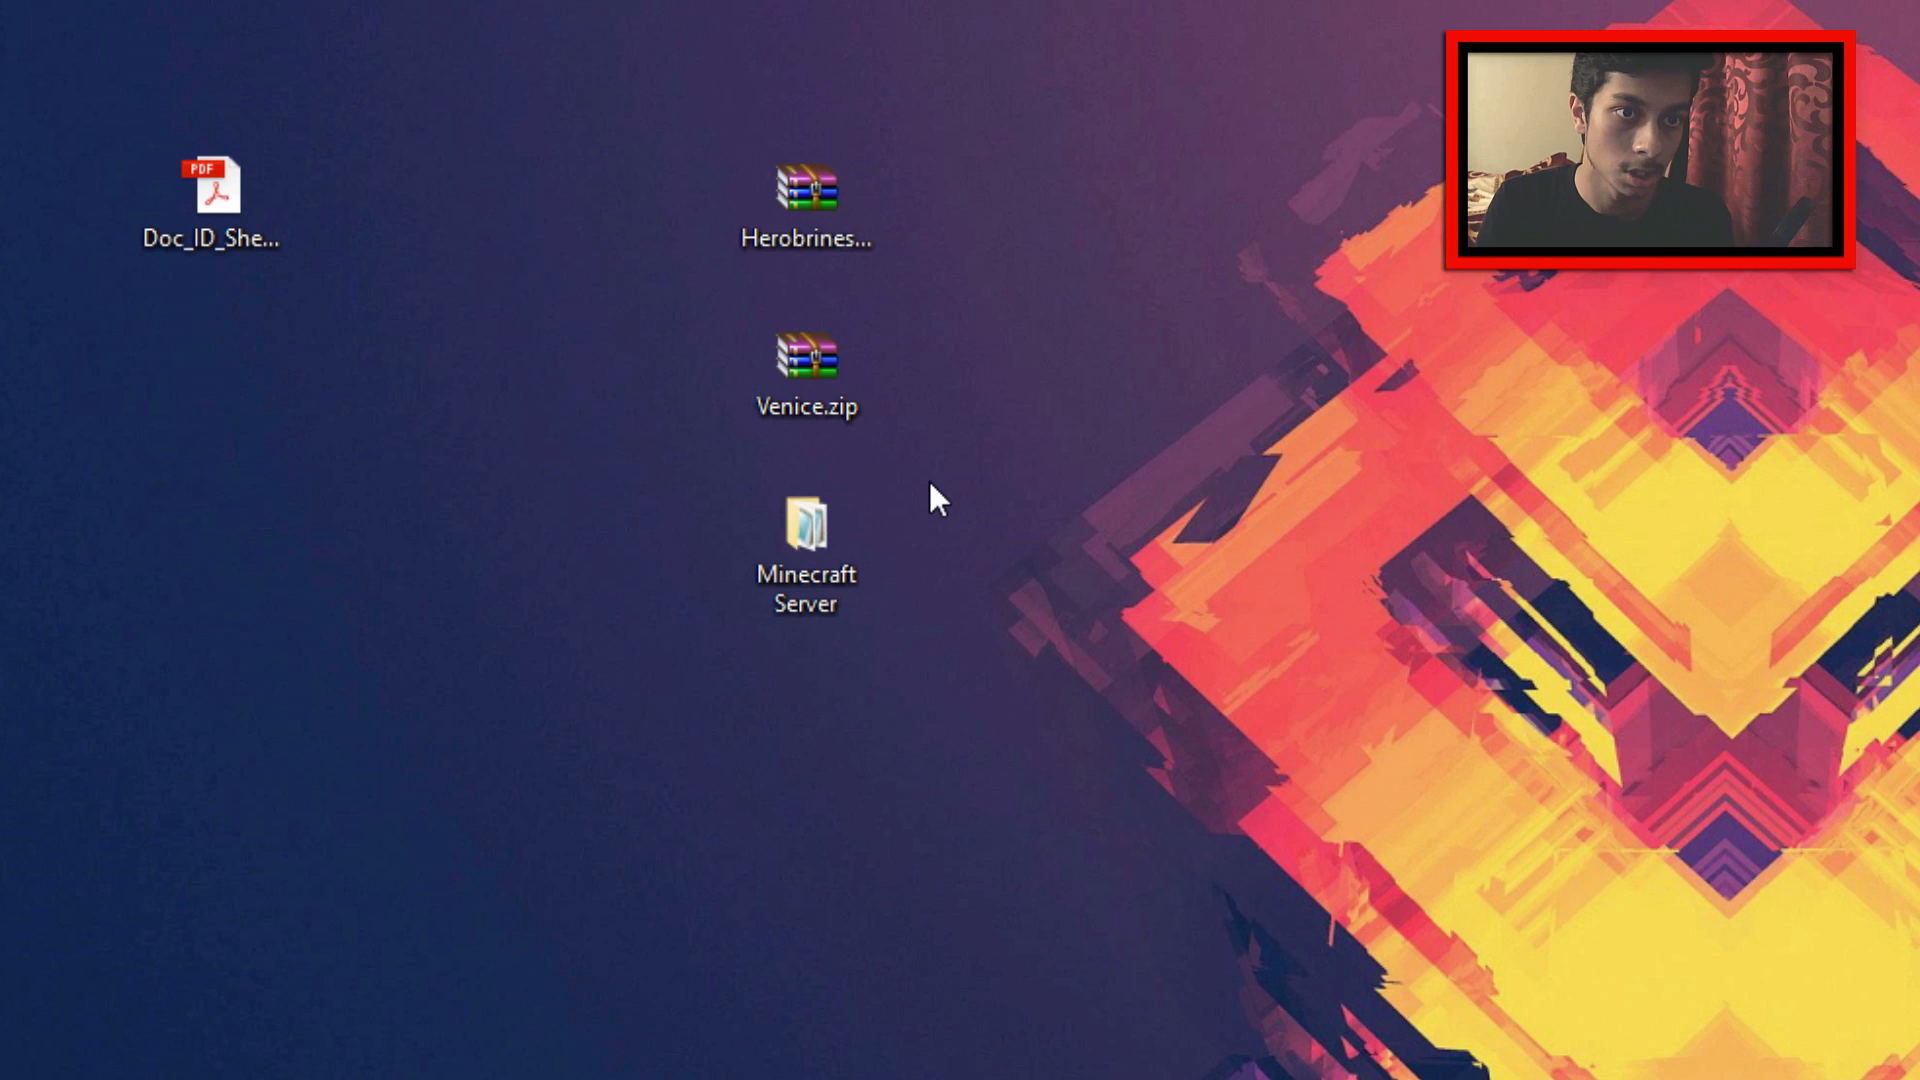 PDF
Doc_ID_She...
Herobrines...
Venice.zip
Minecraft
Server